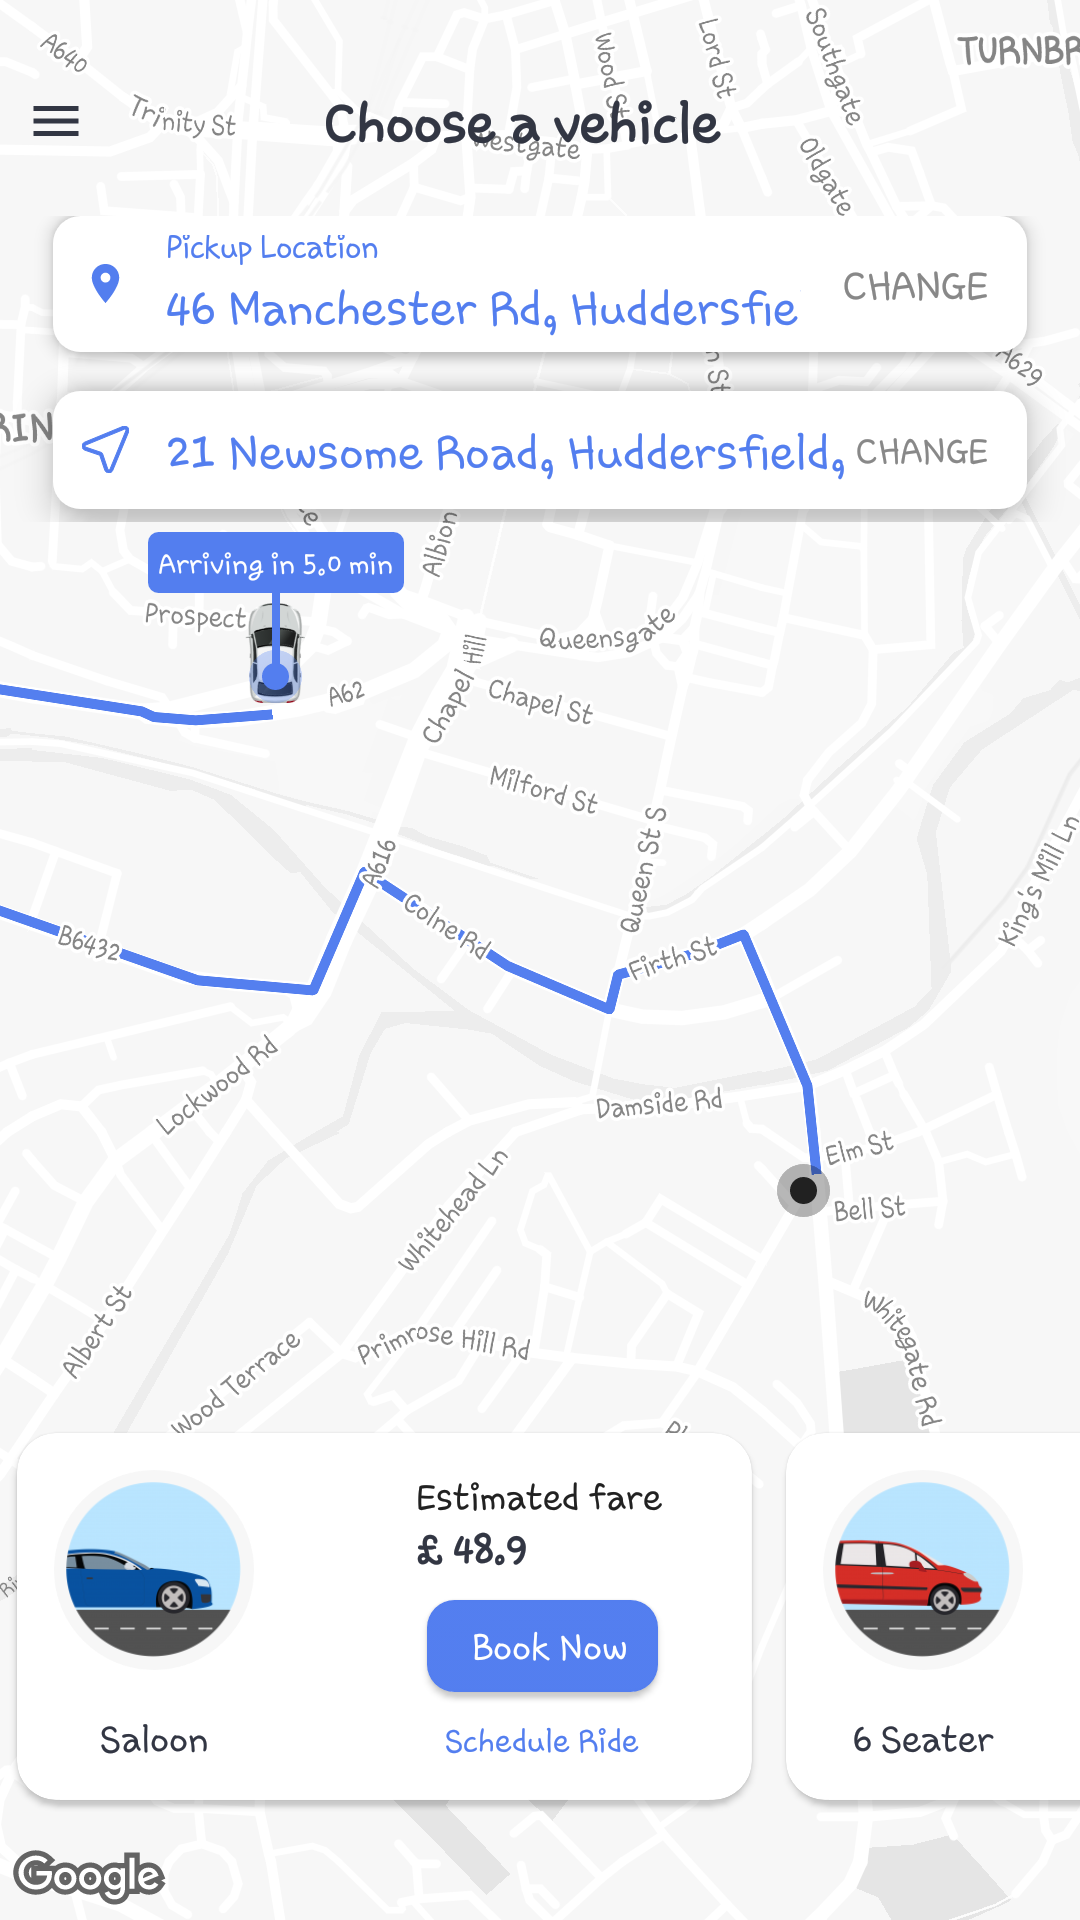 A640
Trinity St
Wood St
Lord St
Southgate
TURNBR
Choose a vehicle
Westgate
Oldgate
Pickup Location
46 Manchester Rd, Huddersfie
CHANGE
A629
21 Newsome Road, Huddersfield,
CHANGE
Arriving in 5.0 min
Albion
Prospect
Queensgate
Chapel Hill
A62
Chapel St
Milford St
Queen St S
A616
King's Mill Ln
Colne Rd
B6432
Firth St
Lockwood Rd
Damside Rd
Elm St
Whitehead Ln
Bell St
Albert St
Whitegate Rd
Primrose Hill Rd
Wood Terrace
Estimated fare
£ 48.9
Book Now
Saloon
Schedule Ride
6 Seater
Google